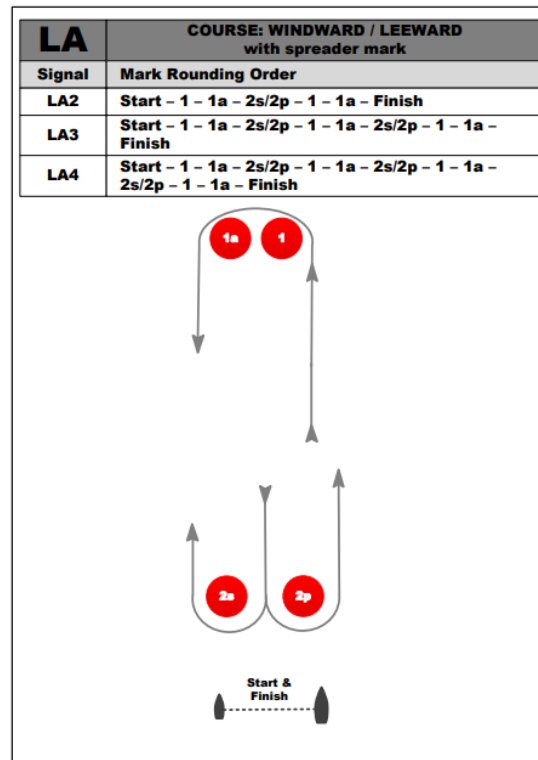 LA
COURSE: WINDWARD / LEEWARD
with spreader mark
Signal
Mark Rounding Order
LA2
Start – 1 – 1a – 2s/2p – 1 – 1a – Finish
LA3
Start – 1 – 1a – 2s/2p – 1 – 1a – 2s/2p – 1 – 1a –
Finish
LA4
Start – 1 – 1a – 2s/2p – 1 – 1a – 2s/2p – 1 – 1a –
2s/2p – 1 – 1a – Finish
1a
1
2s
2p
Start &
Finish